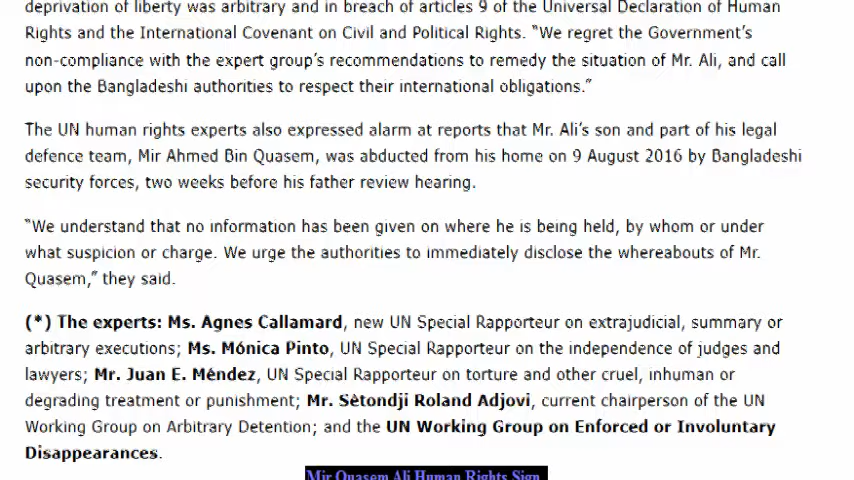 deprivation of liberty was arbitrary and in breach of articles 9 of the Universal Declaration of Human
Rights and the International Covenant on Civil and Political Rights. “We regret the Government’s
non-compliance with the expert group’s recommendations to remedy the situation of Mr. Ali, and call
upon the Bangladeshi authorities to respect their international obligations.”
The UN human rights experts also expressed alarm at reports that Mr. Ali’s son and part of his legal
defence team, Mir Ahmed Bin Quasem, was abducted from his home on 9 August 2016 by Bangladeshi
security forces, two weeks before his father review hearing.
“We understand that no information has been given on where he is being held, by whom or under
what suspicion or charge. We urge the authorities to immediately disclose the whereabouts of Mr.
Quasem,” they said.
(*) The experts: Ms. Agnes Callamard, new UN Special Rapporteur on extrajudicial, summary or
arbitrary executions; Ms. Mónica Pinto, UN Special Rapporteur on the independence of judges and
lawyers; Mr. Juan E. Méndez, UN Special Rapporteur on torture and other cruel, inhuman or
degrading treatment or punishment; Mr. Sètondji Roland Adjovi, current chairperson of the UN
Working Group on Arbitrary Detention; and the UN Working Group on Enforced or Involuntary
Disappearances.
Mir Quasem Ali Human Rights Sign